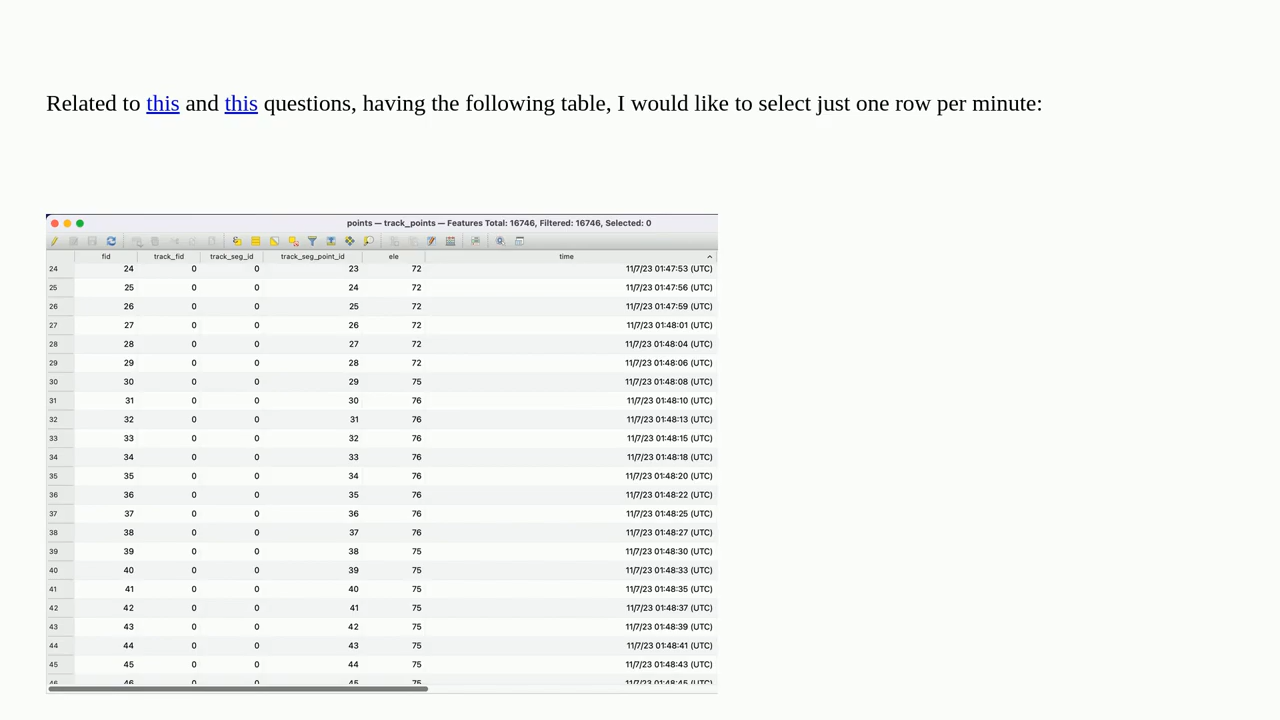 Related to this and this questions, having the following table, I would like to select just one row per minute:
points — track_points — Features Total: 16746, Filtered: 16746, Selected: 0
fid track_fid track_seg_id track_seg_point_id ele time
24 24 0 0 23 72 11/7/23 01:47:53 (UTC)
25 25 0 0 24 72 11/7/23 01:47:56 (UTC)
26 26 0 0 25 72 11/7/23 01:47:59 (UTC)
27 27 0 0 26 72 11/7/23 01:48:01 (UTC)
28 28 0 0 27 72 11/7/23 01:48:04 (UTC)
29 29 0 0 28 72 11/7/23 01:48:06 (UTC)
30 30 0 0 29 75 11/7/23 01:48:08 (UTC)
31 31 0 0 30 76 11/7/23 01:48:10 (UTC)
32 32 0 0 31 76 11/7/23 01:48:13 (UTC)
33 33 0 0 32 76 11/7/23 01:48:15 (UTC)
34 34 0 0 33 76 11/7/23 01:48:18 (UTC)
35 35 0 0 34 76 11/7/23 01:48:20 (UTC)
36 36 0 0 35 76 11/7/23 01:48:22 (UTC)
37 37 0 0 36 76 11/7/23 01:48:25 (UTC)
38 38 0 0 37 76 11/7/23 01:48:27 (UTC)
39 39 0 0 38 75 11/7/23 01:48:30 (UTC)
40 40 0 0 39 75 11/7/23 01:48:33 (UTC)
41 41 0 0 40 75 11/7/23 01:48:35 (UTC)
42 42 0 0 41 75 11/7/23 01:48:37 (UTC)
43 43 0 0 42 75 11/7/23 01:48:39 (UTC)
44 44 0 0 43 75 11/7/23 01:48:41 (UTC)
45 45 0 0 44 75 11/7/23 01:48:43 (UTC)
46 46 0 0 45 75 11/7/23 01:48:45 (UTC)